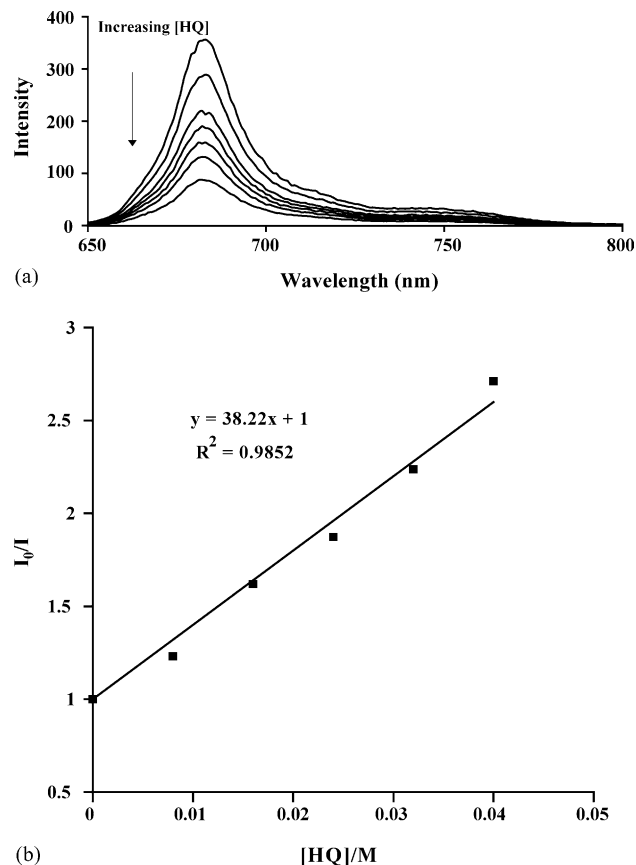 400
Increasing [HQ]
300
Intensity
200
100
0
650 700 750 800
Wavelength (nm)
(a)
3
y = 38.22x + 1
R² = 0.9852
2.5
2
I₀/I
1.5
1
0.5
0 0.01 0.02 0.03 0.04 0.05
(b)
[HQ]/M